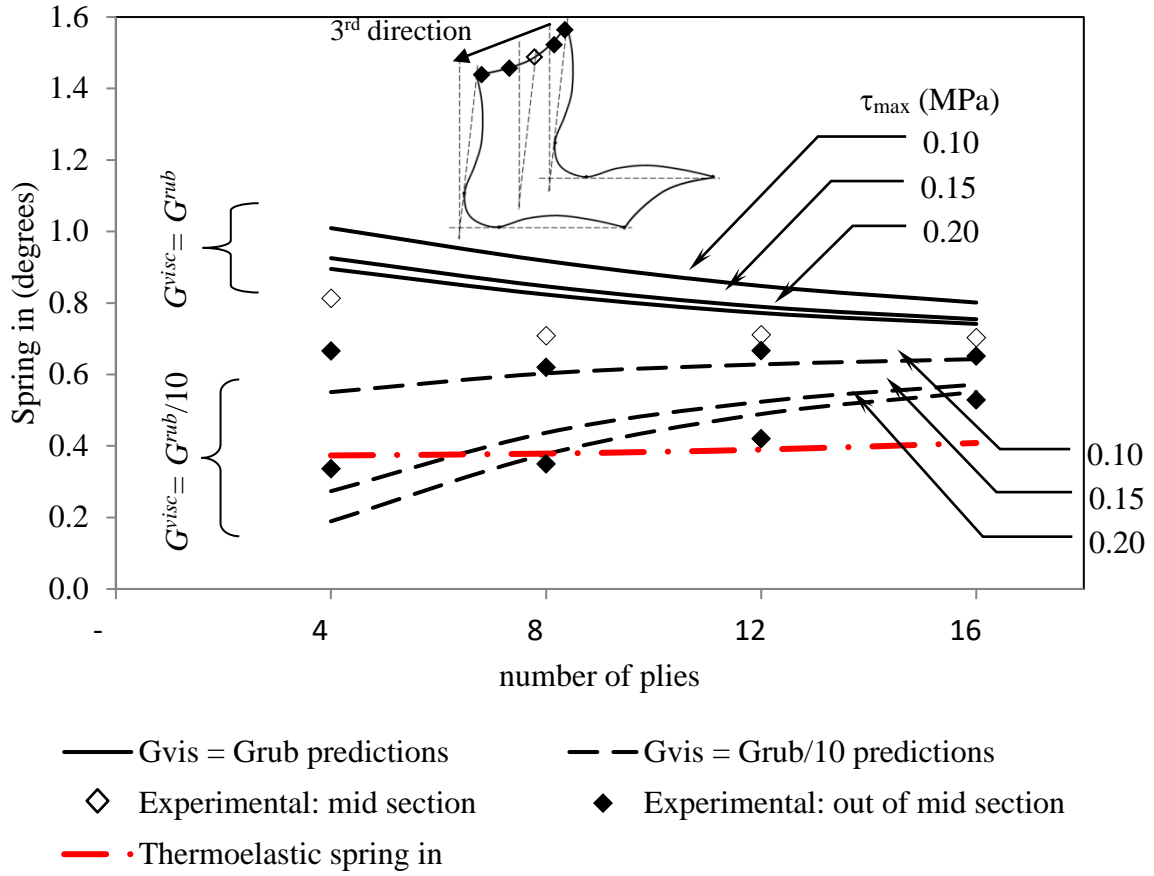 1.6
1.4
1.2
1.0
0.8
0.6
0.4
0.2
0.0
Spring in (degrees)
3rd direction
τmax (MPa)
0.10
0.15
0.20
Gvisc= Grub
Gvisc= Grub/10
0.10
0.15
0.20
-
4
8
12
16
number of plies
Gvis = Grub predictions
Gvis = Grub/10 predictions
Experimental: mid section
Experimental: out of mid section
Thermoelastic spring in